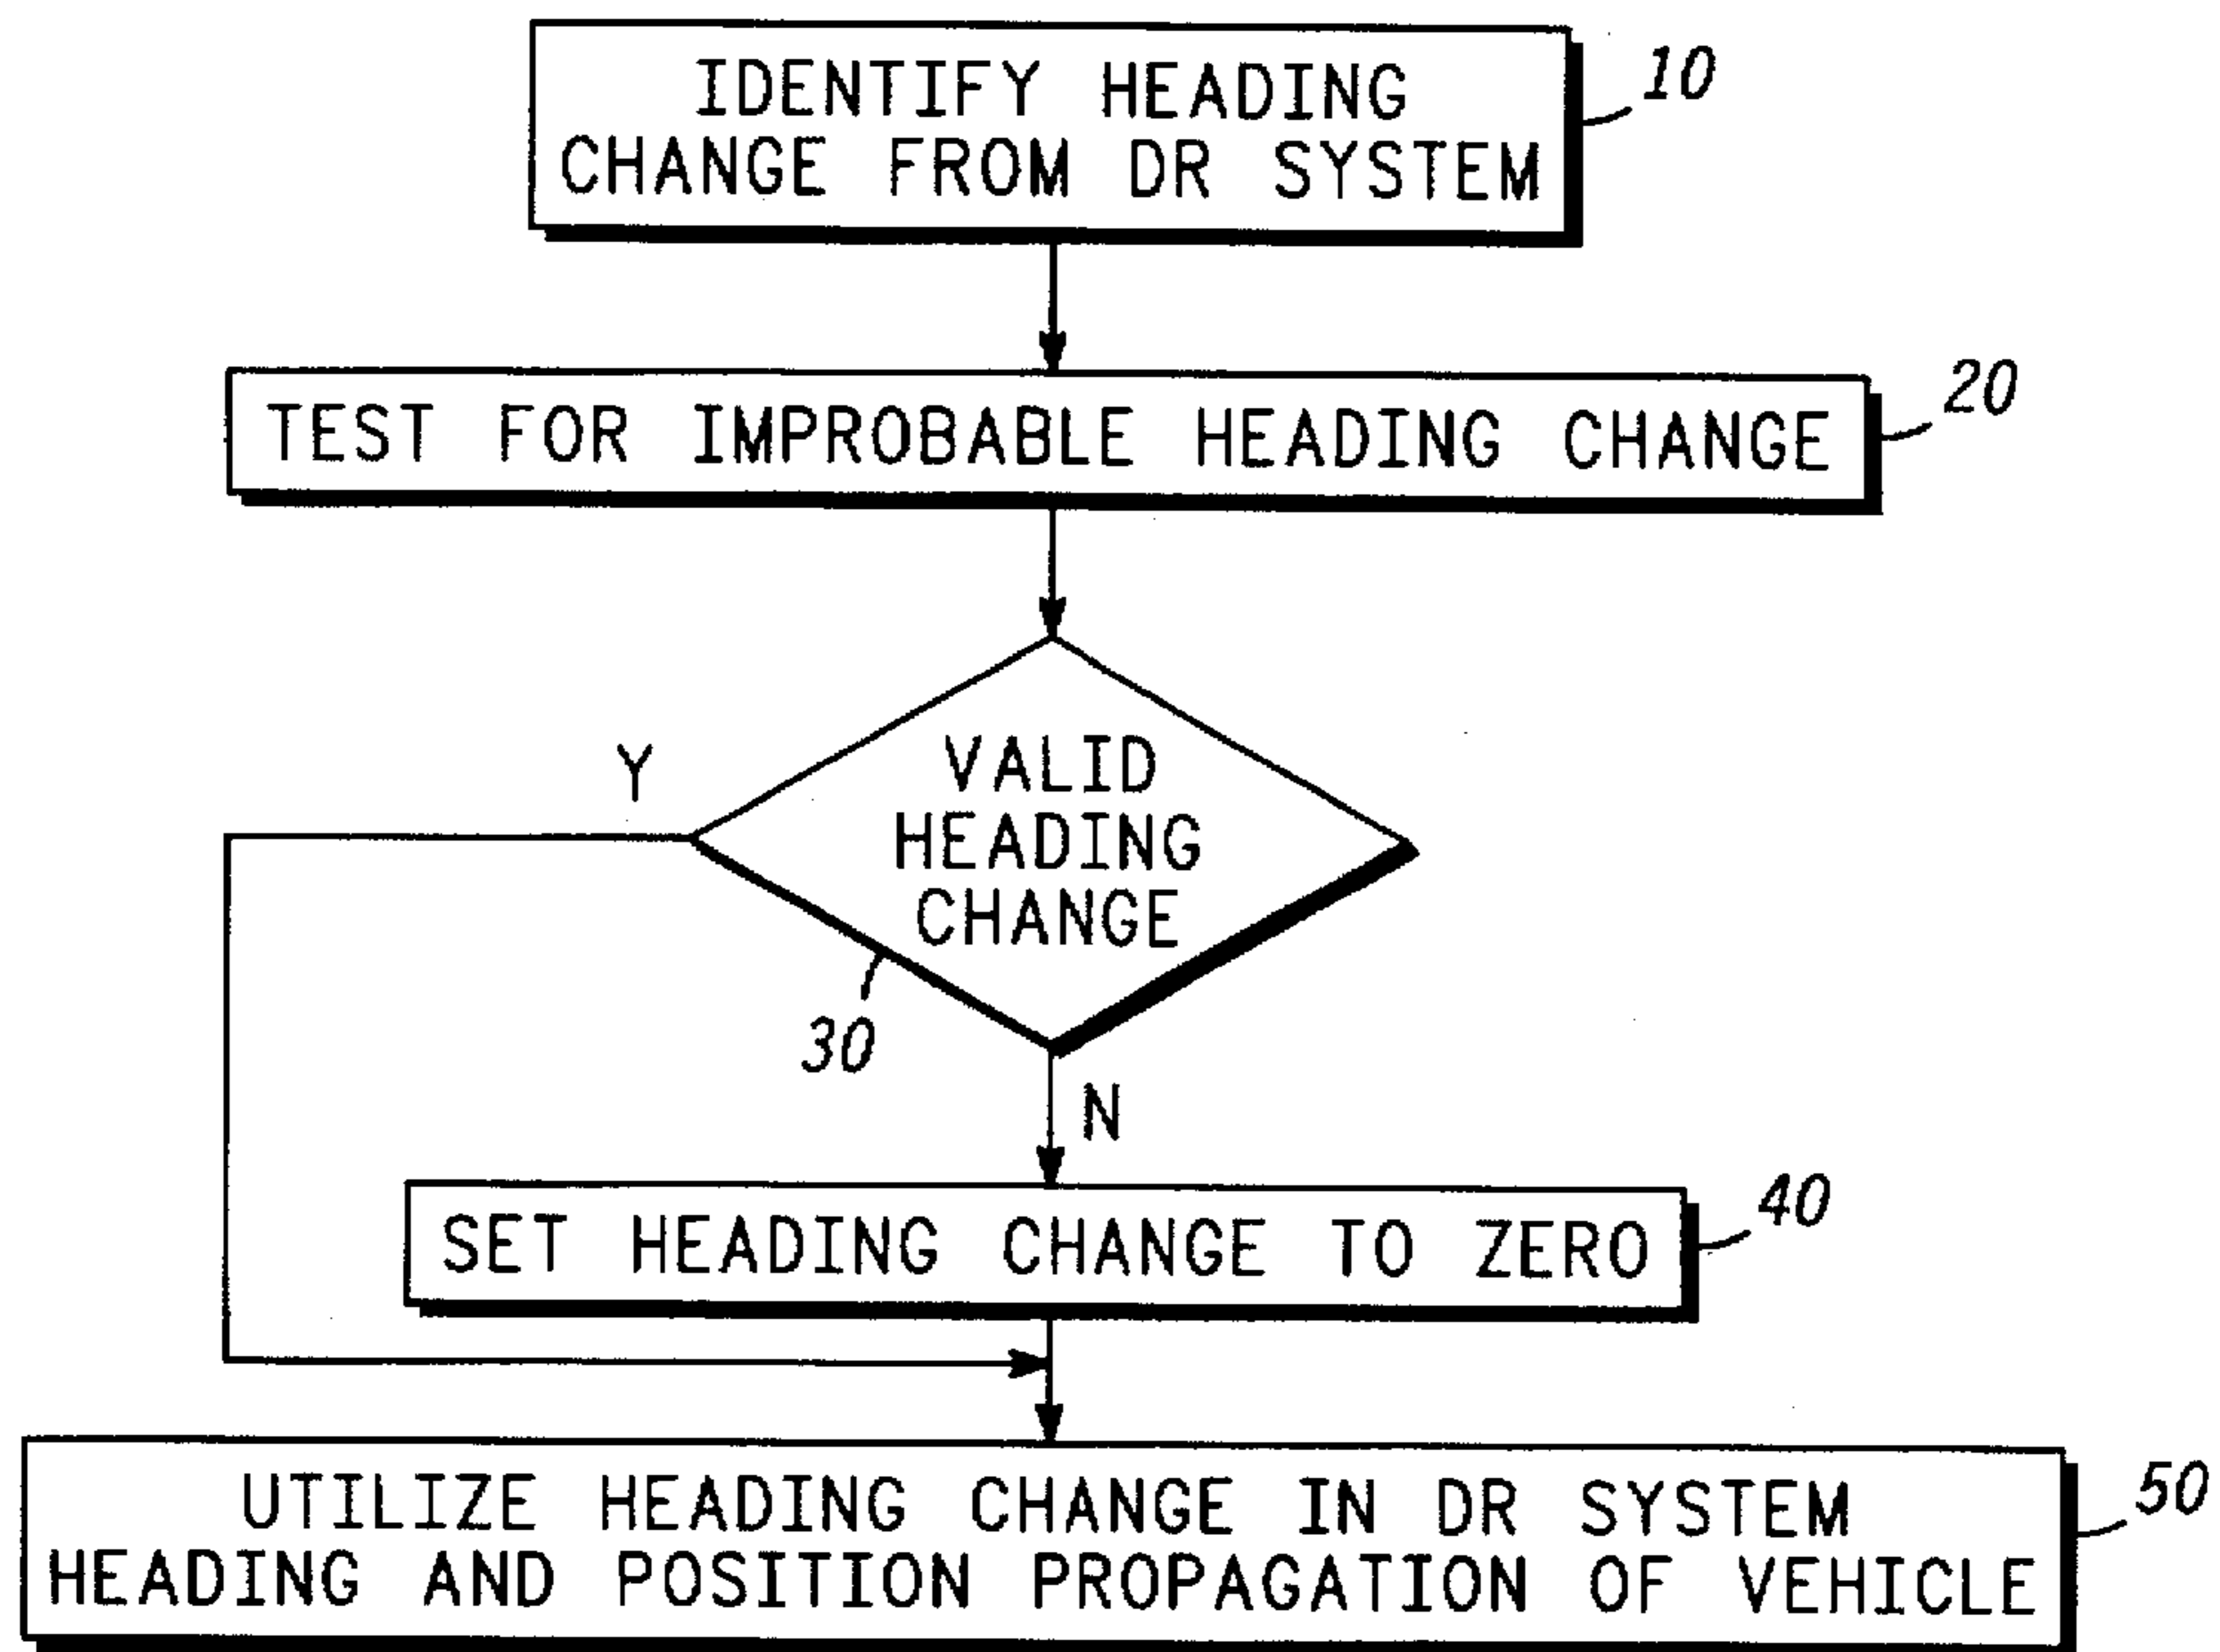 IDENTIFY HEADING
CHANGE FROM DR SYSTEM
10
TEST FOR IMPROBABLE HEADING CHANGE
20
Y
VALID
HEADING
CHANGE
30
N
SET HEADING CHANGE TO ZERO
40
UTILIZE HEADING CHANGE IN DR SYSTEM
HEADING AND POSITION PROPAGATION OF VEHICLE
50